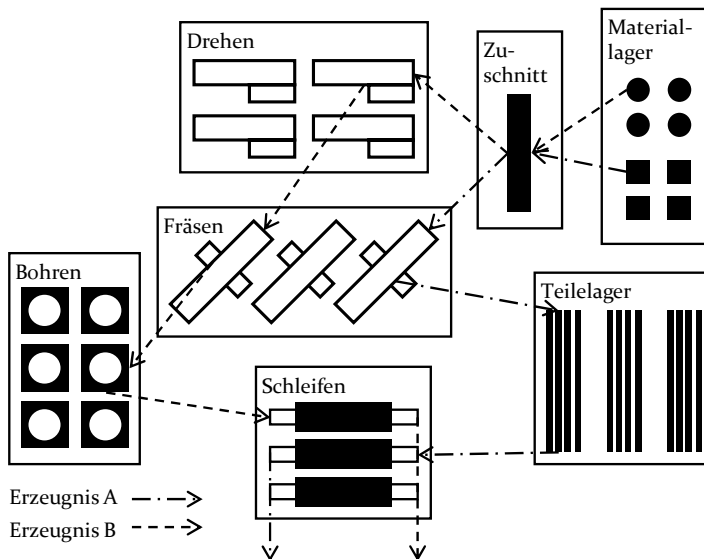 Drehen
Zu-
schnitt
Material-
lager
Fräsen
Bohren
Teilelager
Schleifen
Erzeugnis A
Erzeugnis B